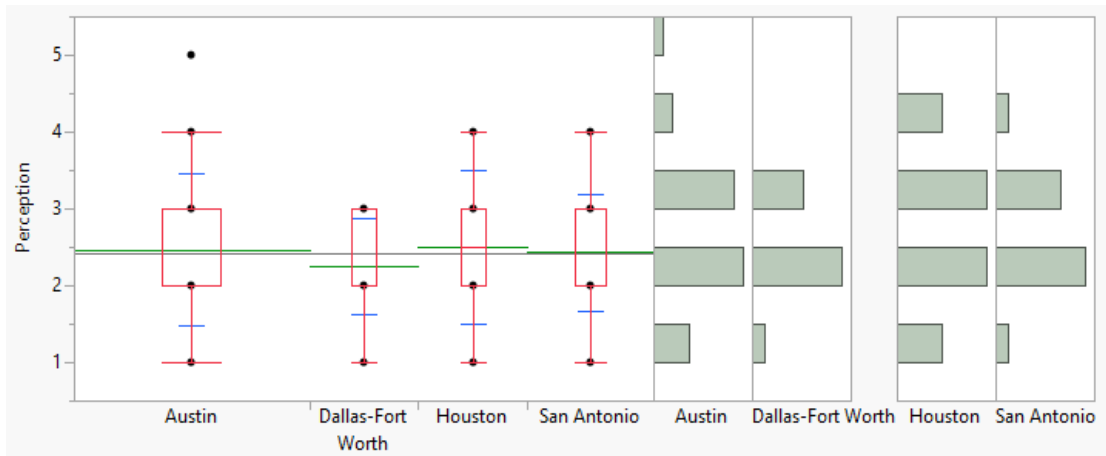 Perception
5
4
3
2
1
Austin
Dallas-Fort
Worth
Houston
San Antonio
Austin
Dallas-Fort Worth
Houston
San Antonio